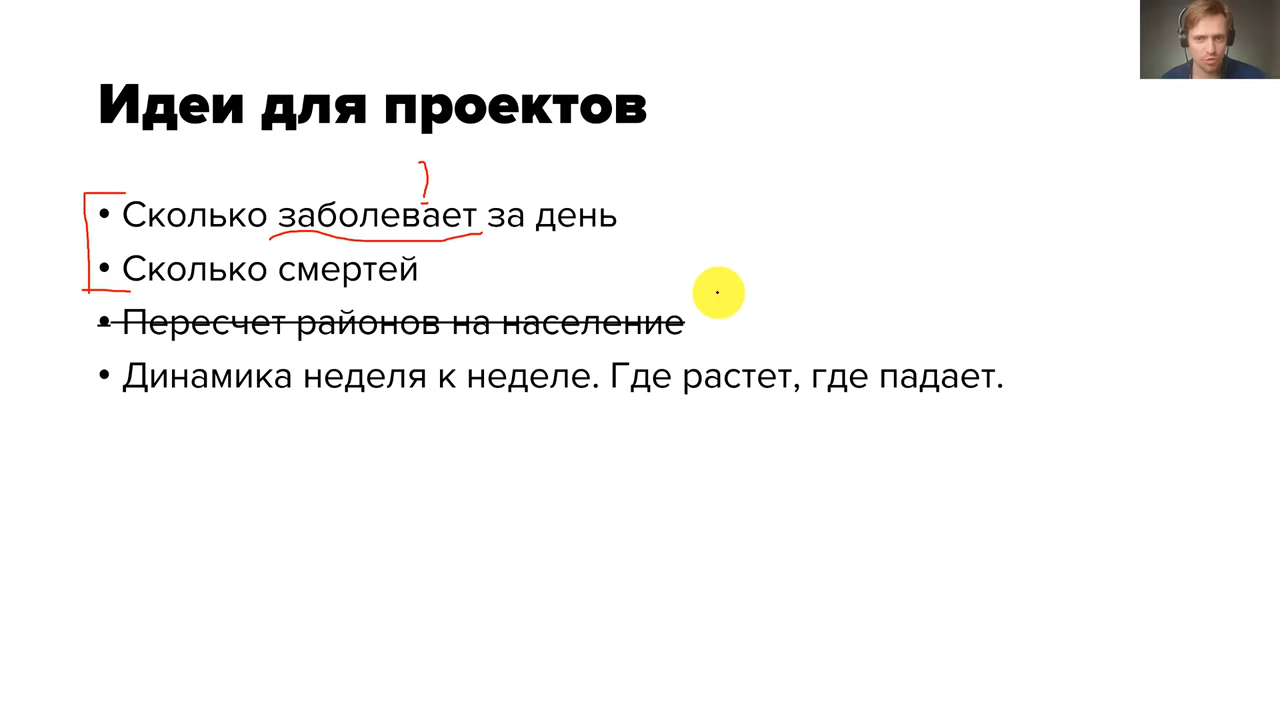 Идеи для проектов
?
• Сколько заболевает за день
• Сколько смертей
• Пересчет районов на население
• Динамика неделя к неделе. Где растет, где падает.